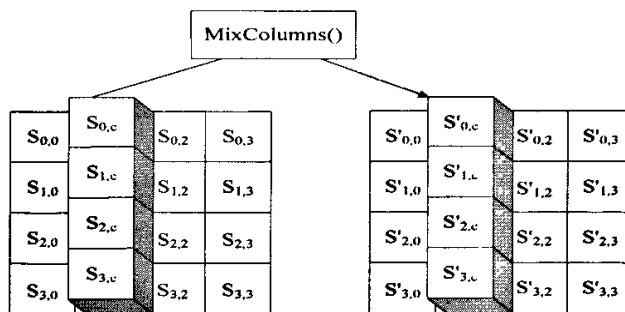 MixColumns()
S0,0 S0,c S0,2 S0,3
S1,0 S1,c S1,2 S1,3
S2,0 S2,c S2,2 S2,3
S3,0 S3,c S3,2 S3,3
S'0,0 S'0,c S'0,2 S'0,3
S'1,0 S'1,c S'1,2 S'1,3
S'2,0 S'2,c S'2,2 S'2,3
S'3,0 S'3,c S'3,2 S'3,3